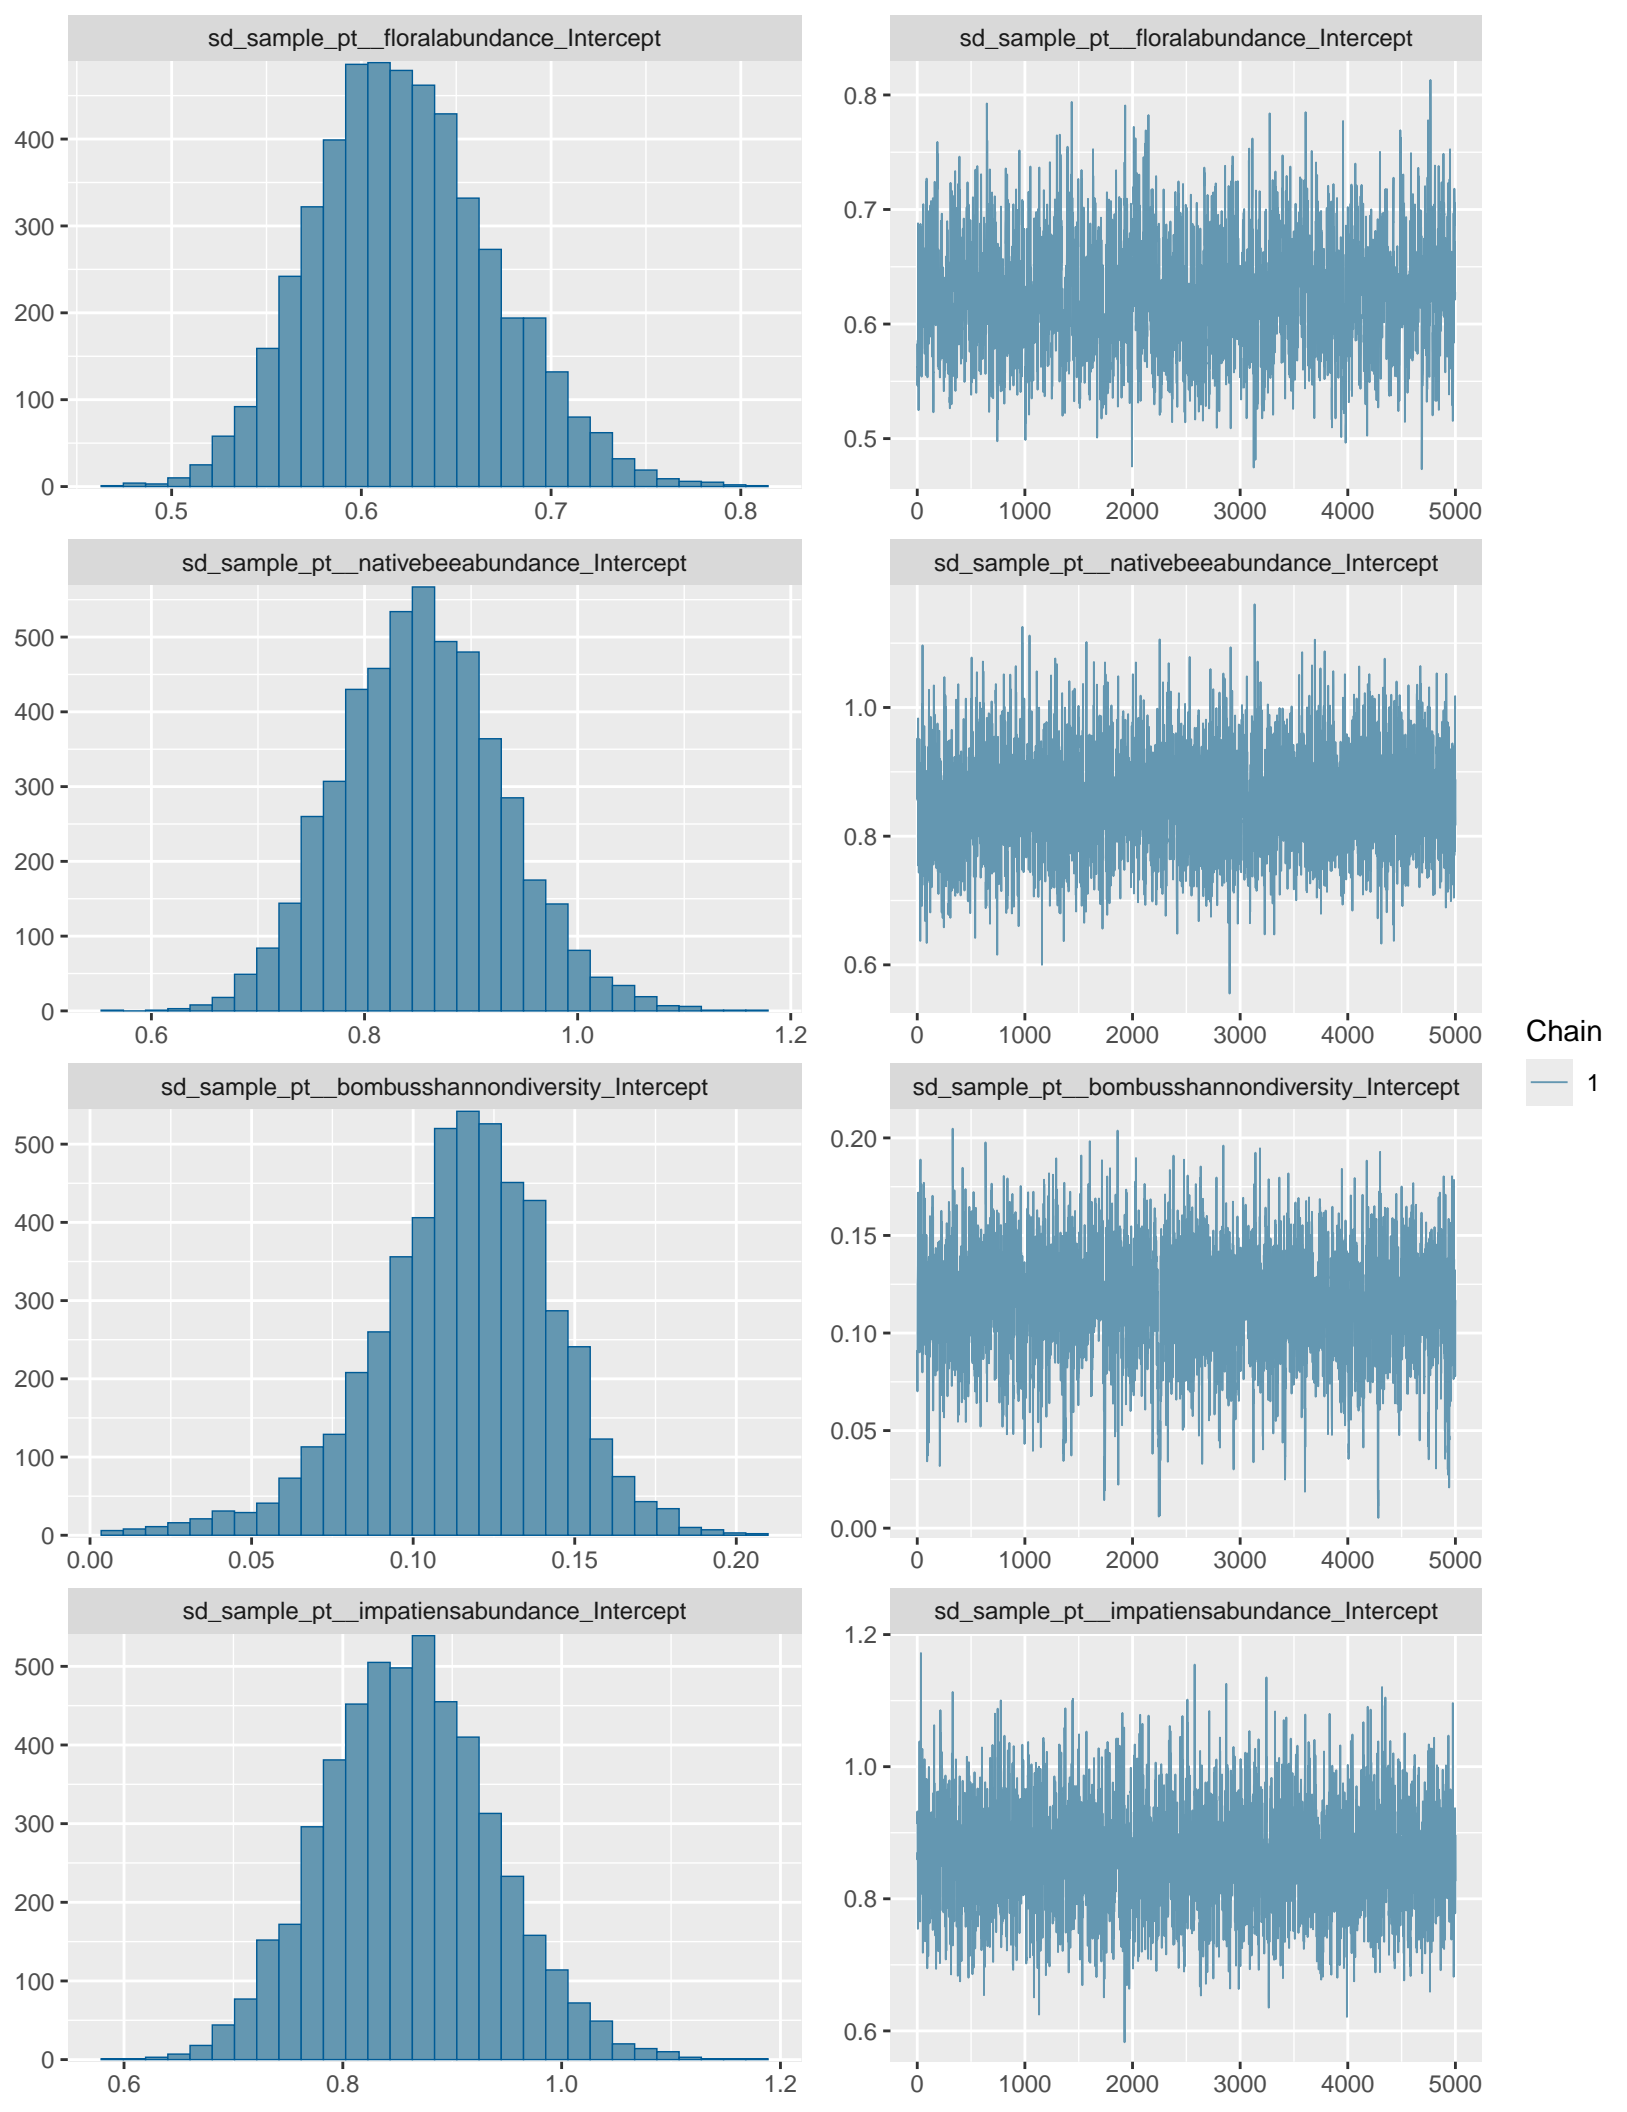 sd_sample_pt__floralabundance_Intercept
sd_sample_pt__floralabundance_Intercept
400
300
200
100
0
0.5 0.6 0.7 0.8
0.8
0.7
0.6
0.5
0 1000 2000 3000 4000 5000
sd_sample_pt__nativebeeabundance_Intercept
sd_sample_pt__nativebeeabundance_Intercept
500
400
300
200
100
0
0.6 0.8 1.0 1.2
1.0
0.8
0.6
0 1000 2000 3000 4000 5000
Chain
1
sd_sample_pt__bombusshannondiversity_Intercept
sd_sample_pt__bombusshannondiversity_Intercept
500
400
300
200
100
0
0.00 0.05 0.10 0.15 0.20
0.20
0.15
0.10
0.05
0.00
0 1000 2000 3000 4000 5000
sd_sample_pt__impatiensabundance_Intercept
sd_sample_pt__impatiensabundance_Intercept
500
400
300
200
100
0
0.6 0.8 1.0 1.2
1.2
1.0
0.8
0.6
0 1000 2000 3000 4000 5000